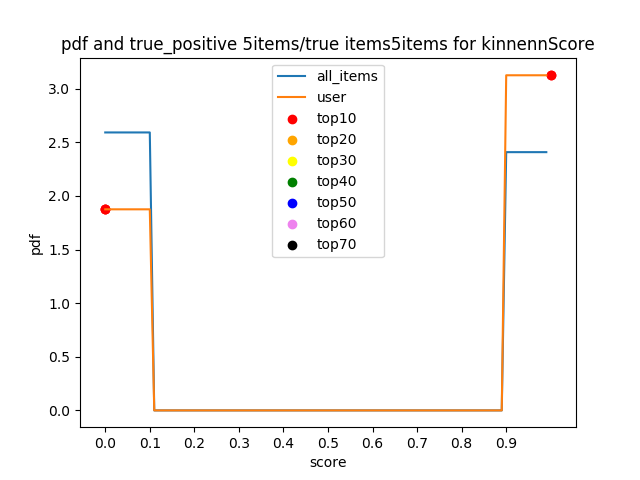 pdf and true_positive 5items/true items5items for kinnennScore
all_items
user
top10
top20
top30
top40
top50
top60
top70
pdf
3.0
2.5
2.0
1.5
1.0
0.5
0.0
0.0 0.1 0.2 0.3 0.4 0.5 0.6 0.7 0.8 0.9
score